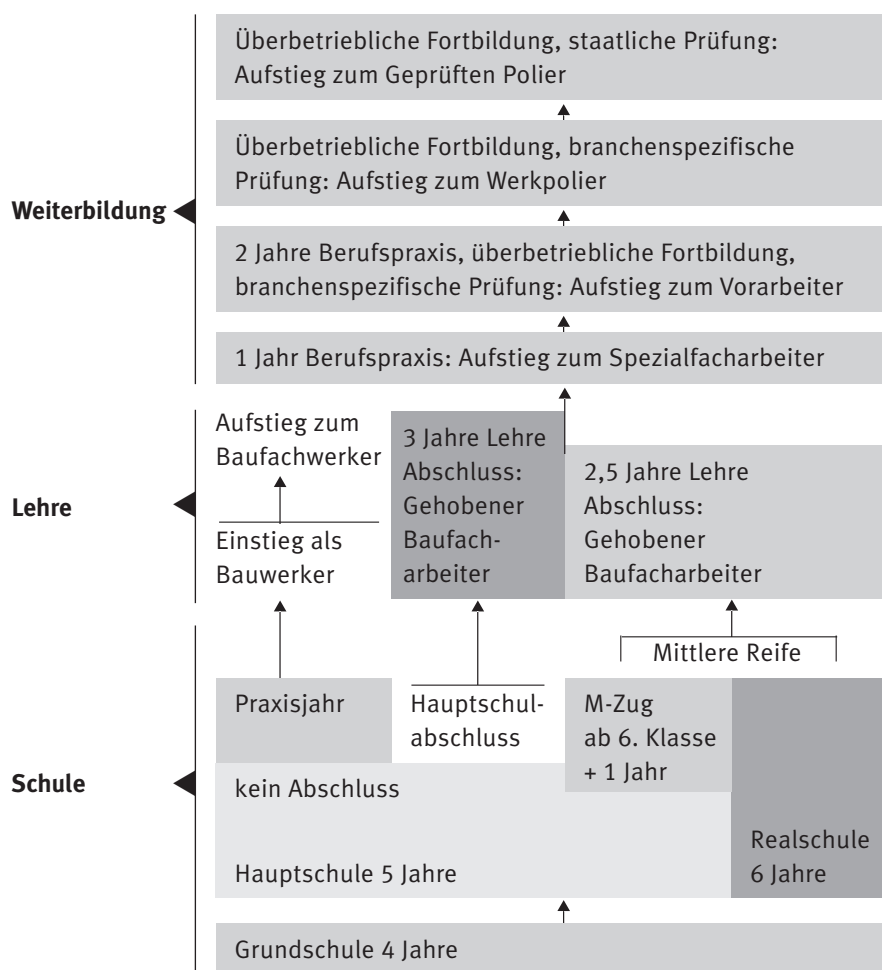 Überbetriebliche Fortbildung, staatliche Prüfung:
Aufstieg zum Geprüften Polier
Überbetriebliche Fortbildung, branchenspezifische
Prüfung: Aufstieg zum Werkpolier
Weiterbildung
2 Jahre Berufspraxis, überbetriebliche Fortbildung,
branchenspezifische Prüfung: Aufstieg zum Vorarbeiter
1 Jahr Berufspraxis: Aufstieg zum Spezialfacharbeiter
Lehre
Aufstieg zum
Baufachwerker
Einstieg als
Bauwerker
3 Jahre Lehre
Abschluss:
Gehobener
Baufach-
arbeiter
2,5 Jahre Lehre
Abschluss:
Gehobener
Baufacharbeiter
Mittlere Reife
Schule
Praxisjahr
Hauptschul-
abschluss
M-Zug
ab 6. Klasse
+ 1 Jahr
kein Abschluss
Hauptschule 5 Jahre
Realschule
6 Jahre
Grundschule 4 Jahre